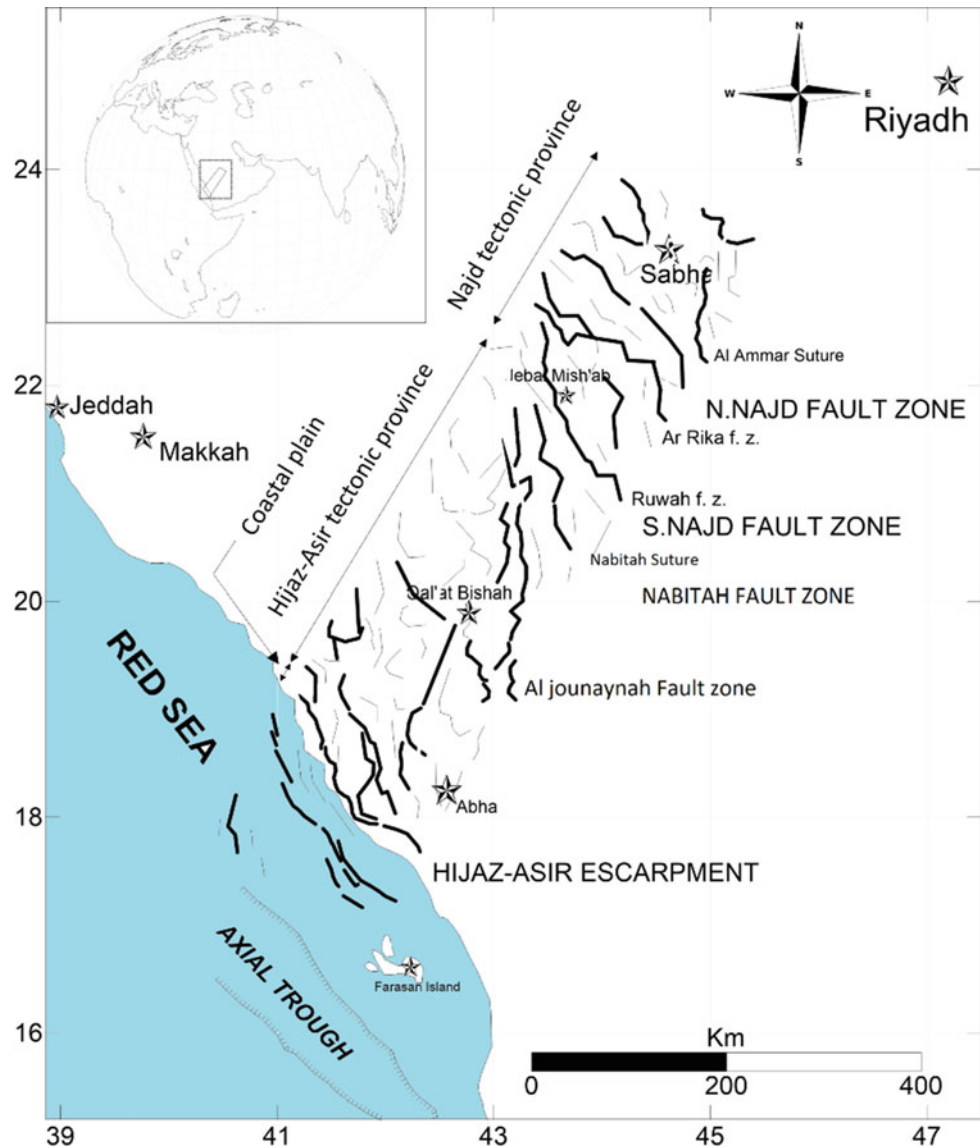 N
W
E
S
Riyadh
24
Najd tectonic province
Sabha
Al Ammar Suture
22
Jebal Mish'ab
Jeddah
N.NAJD FAULT ZONE
Ar Rika f. z.
Makkah
Coastal plain
Hijaz-Asir tectonic province
Ruwah f. z.
S.NAJD FAULT ZONE
Nabitah Suture
20
Qal'at Bishah
NABITAH FAULT ZONE
RED SEA
Al jounaynah Fault zone
18
Abha
HIJAZ-ASIR ESCARPMENT
AXIAL TROUGH
Farasan Island
16
Km
0
200
400
39
41
43
45
47